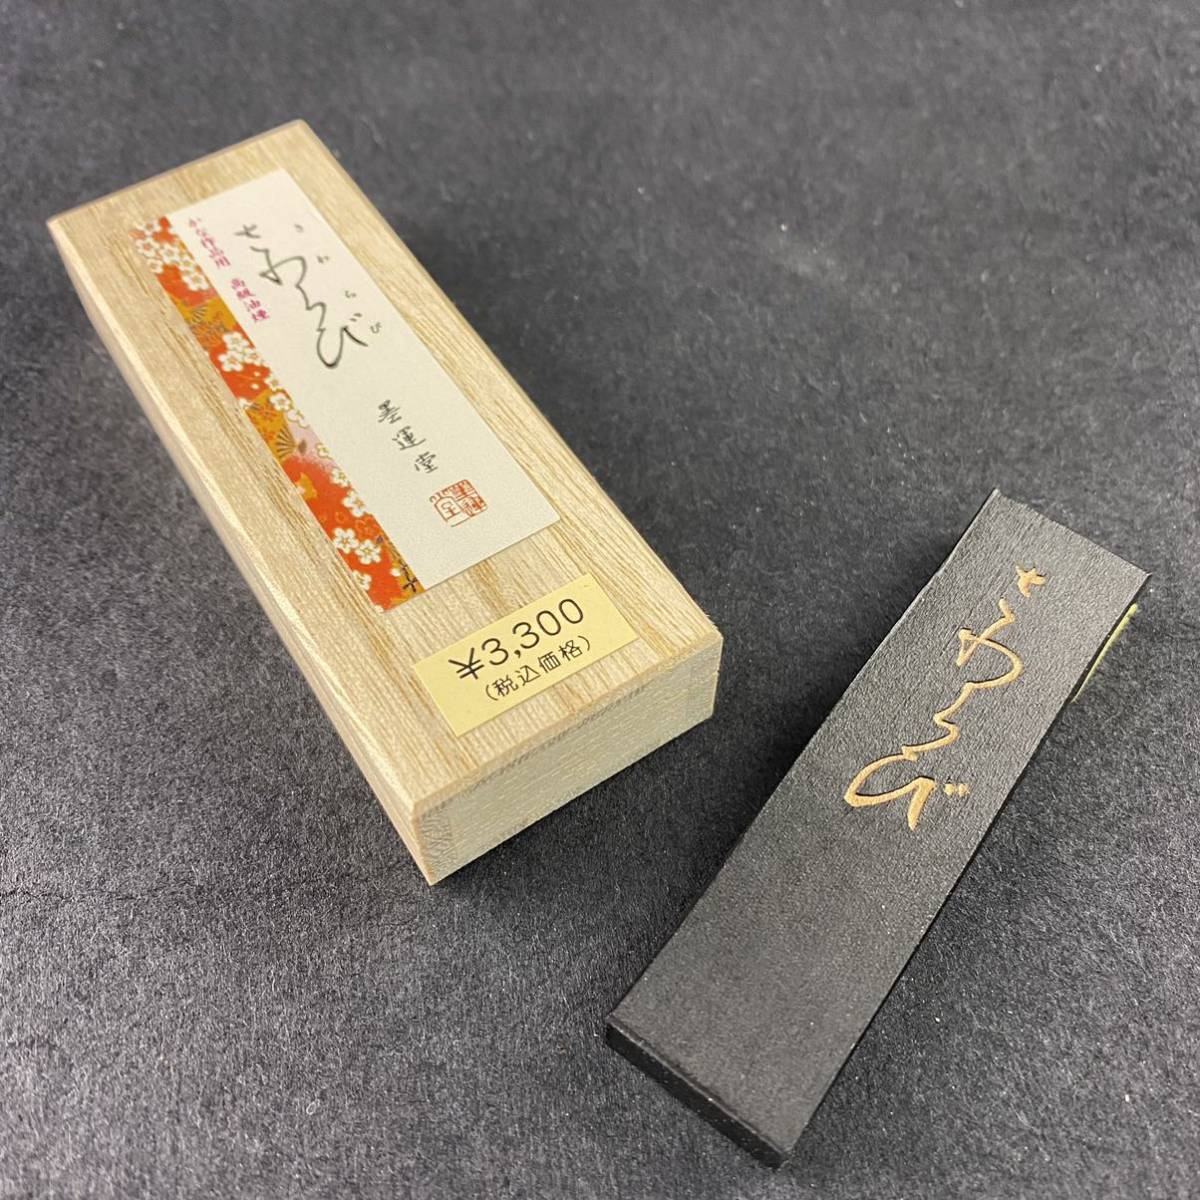 かな作品用 高級油煙
さわらび
さわらび
墨運堂
¥3,300
(税込価格)
さわらび